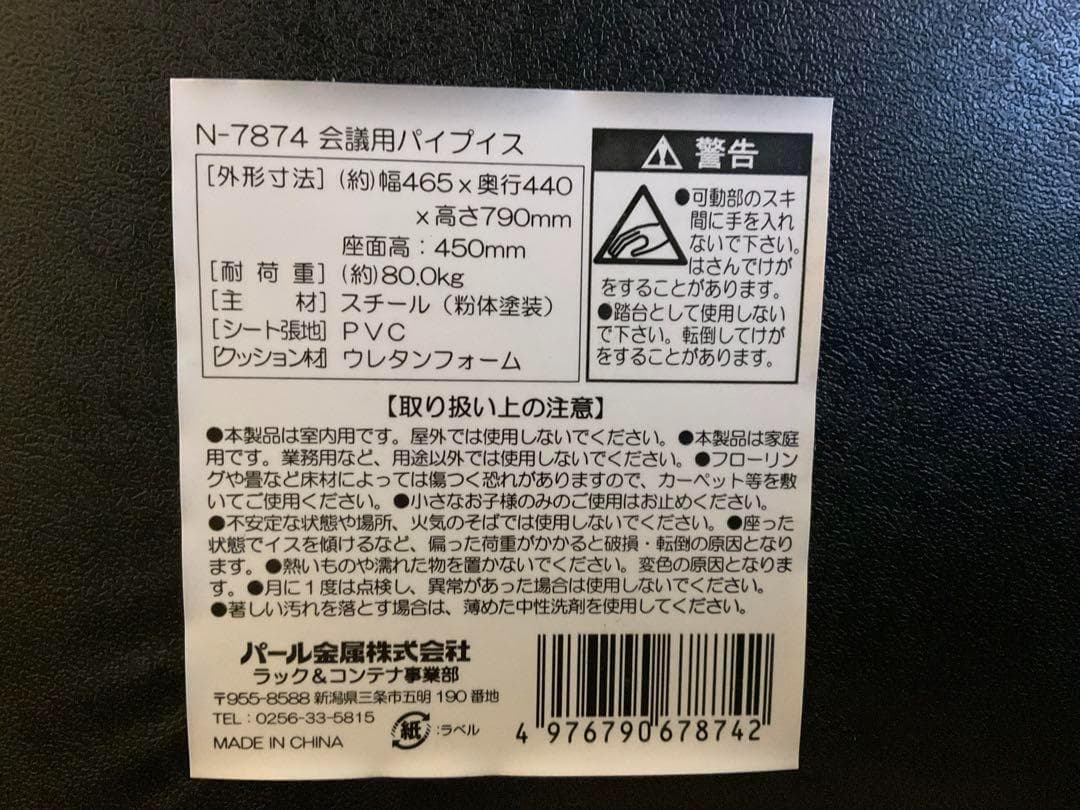 N-7874 会議用パイプイス
[外形寸法] (約)幅465×奥行440
×高さ790mm
座面高：450mm
[耐荷重] (約)80.0kg
[主材] スチール（粉体塗装）
[シート張地] PVC
[クッション材] ウレタンフォーム
⚠ 警告
●可動部のスキ
間に手を入れ
ないで下さい。
はさんでけが
をすることがあります。
●踏台として使用しない
で下さい。転倒してけが
をすることがあります。
【取り扱い上の注意】
●本製品は室内用です。屋外では使用しないでください。●本製品は家庭
用です。業務用など、用途以外では使用しないでください。●フローリン
グや畳など床材によっては傷つく恐れがありますので、カーペット等を敷
いてご使用ください。●小さなお子様のみのご使用はお止めください。
●不安定な状態や場所、火気のそばでは使用しないでください。●座った
状態でイスを傾けるなど、偏った荷重がかかると破損・転倒の原因となり
ます。●熱いものや濡れた物を置かないでください。変色の原因となりま
す。●月に1度は点検し、異常があった場合は使用しないでください。
●著しい汚れを落とす場合は、薄めた中性洗剤を使用してください。
パール金属株式会社
ラック&コンテナ事業部
〒955-8588 新潟県三条市五明190番地
TEL：0256-33-5815
紙：ラベル
MADE IN CHINA
4 976790 678742